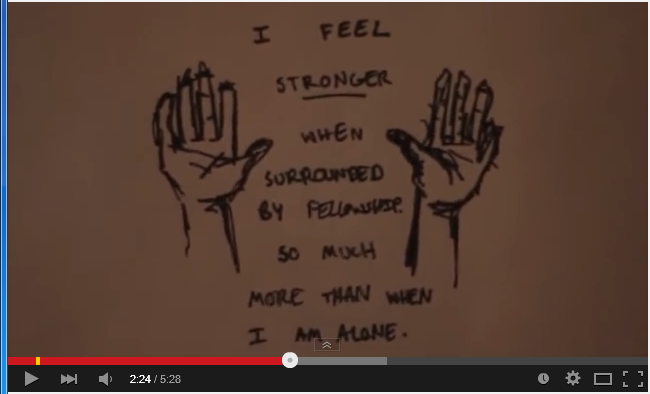 I FEEL
STRONGER
WHEN
SURROUNDED
BY FELLOWSHIP.
SO MUCH
MORE THAN WHEN
I AM ALONE.
2:24 / 5:28